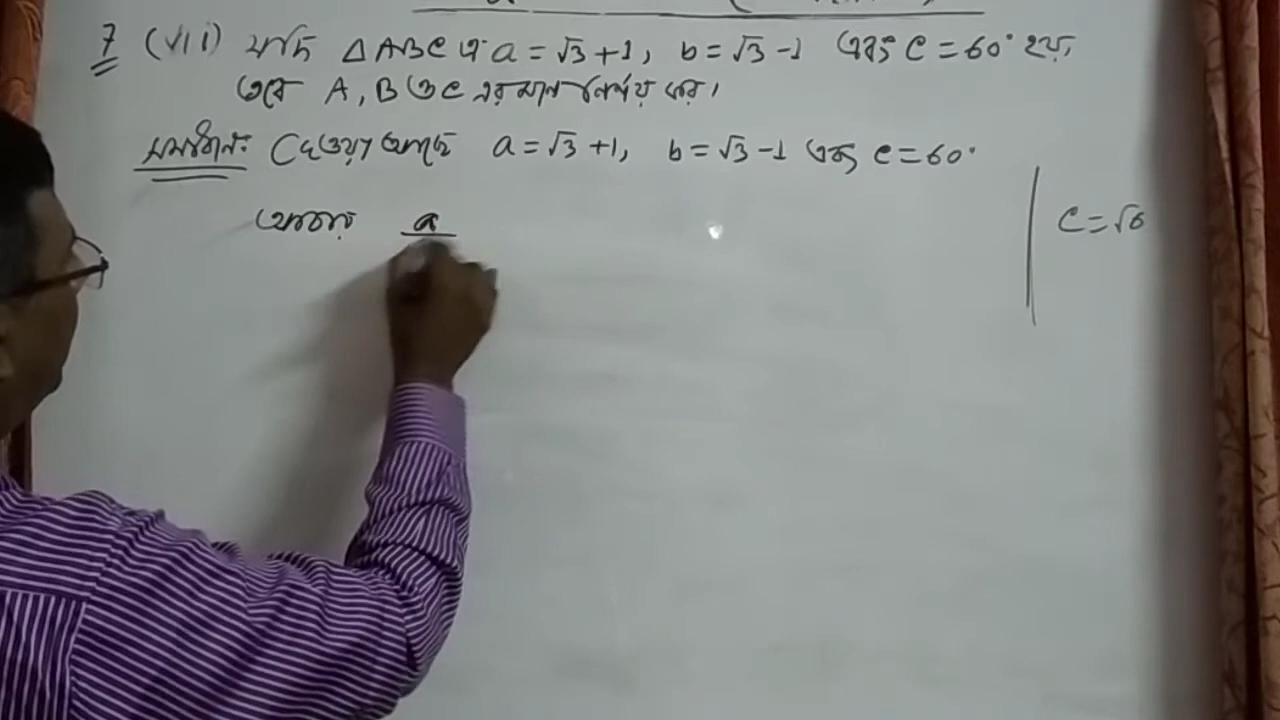 7 (VII) যদি ΔABC এ a = √3 + 1, b = √3 - 1 এবং C = 60° হয়,
তবে A, B ও C এর মান নির্ণয় কর।
সমাধানঃ দেওয়া আছে a = √3 + 1, b = √3 - 1 এবং C = 60°
আমরা a
C = √6